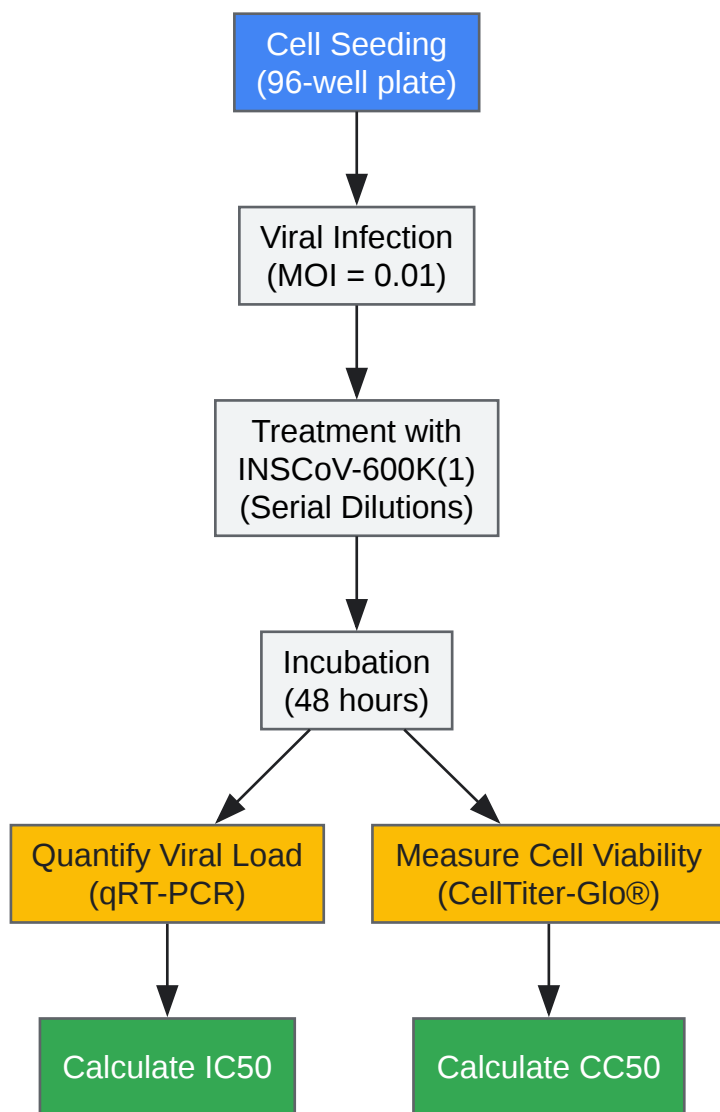 Cell Seeding
(96-well plate)
Viral Infection
(MOI = 0.01)
Treatment with
INSCoV-600K(1)
(Serial Dilutions)
Incubation
(48 hours)
Quantify Viral Load
(qRT-PCR)
Measure Cell Viability
(CellTiter-Glo®)
Calculate IC50
Calculate CC50